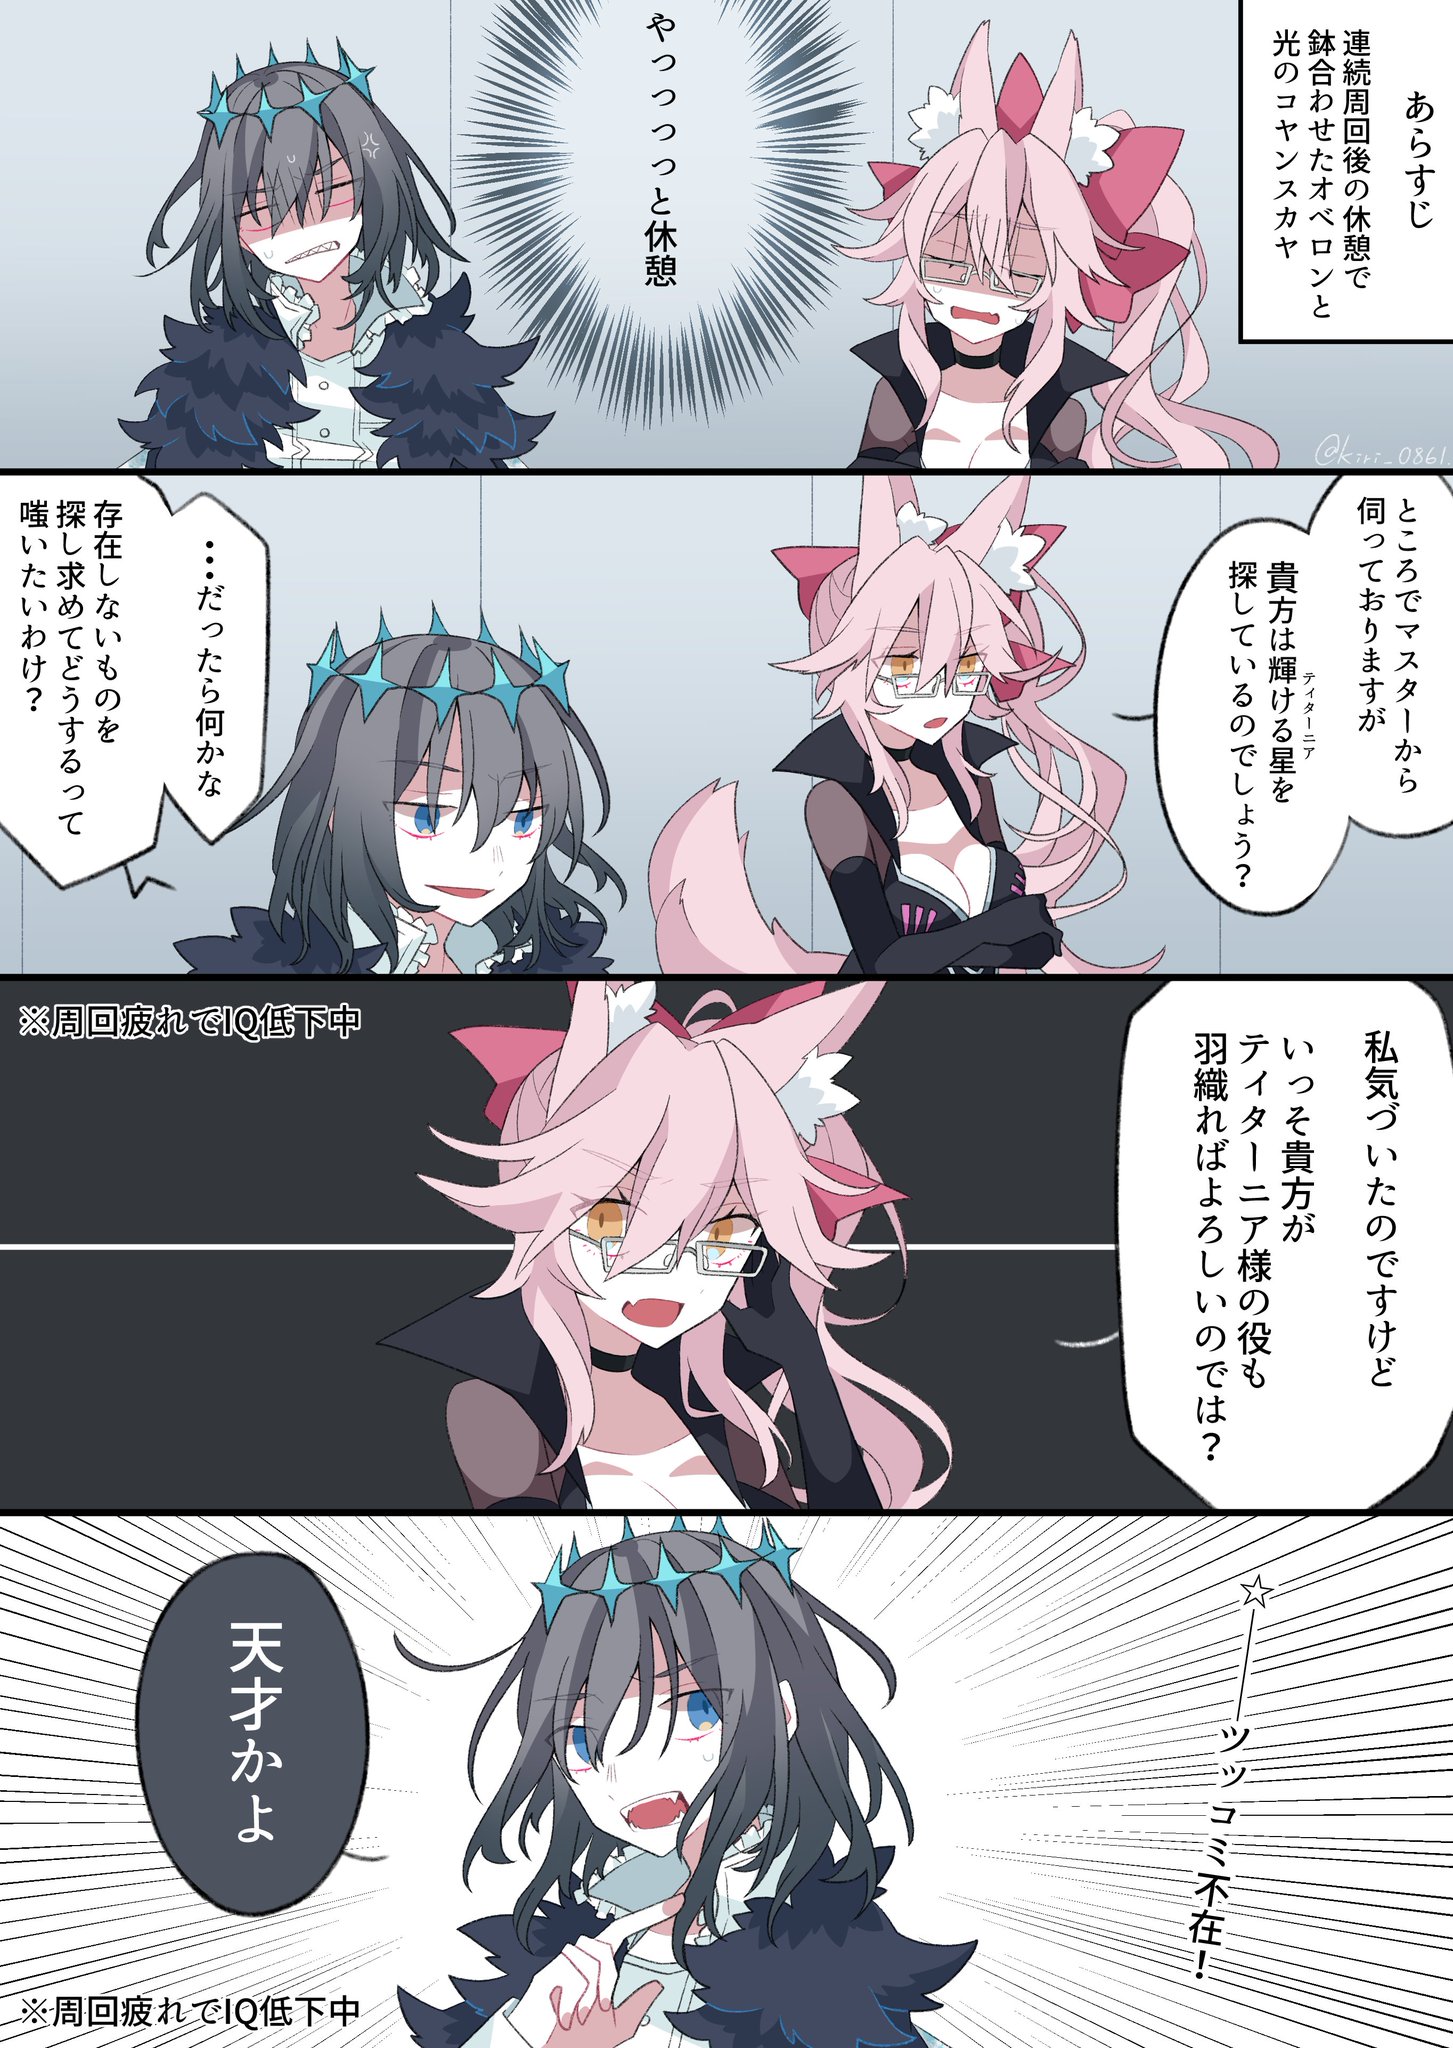 あらすじ
連続周回後の休憩で
鉢合わせたオベロンと
光のコヤンスカヤ
やっっっっと休憩
@kiri_0861.
ところでマスターから
伺っておりますが
貴方は輝ける星を
ティターニア
探しているのでしょう?
…だったら何かな
存在しないものを
探し求めてどうするって
嗤いたいわけ?
※周回疲れでIQ低下中
私気づいたのですけど
いっそ貴方が
ティターニア様の役も
羽織ればよろしいのでは?
☆――ツッコミ不在!
天才かよ
※周回疲れでIQ低下中